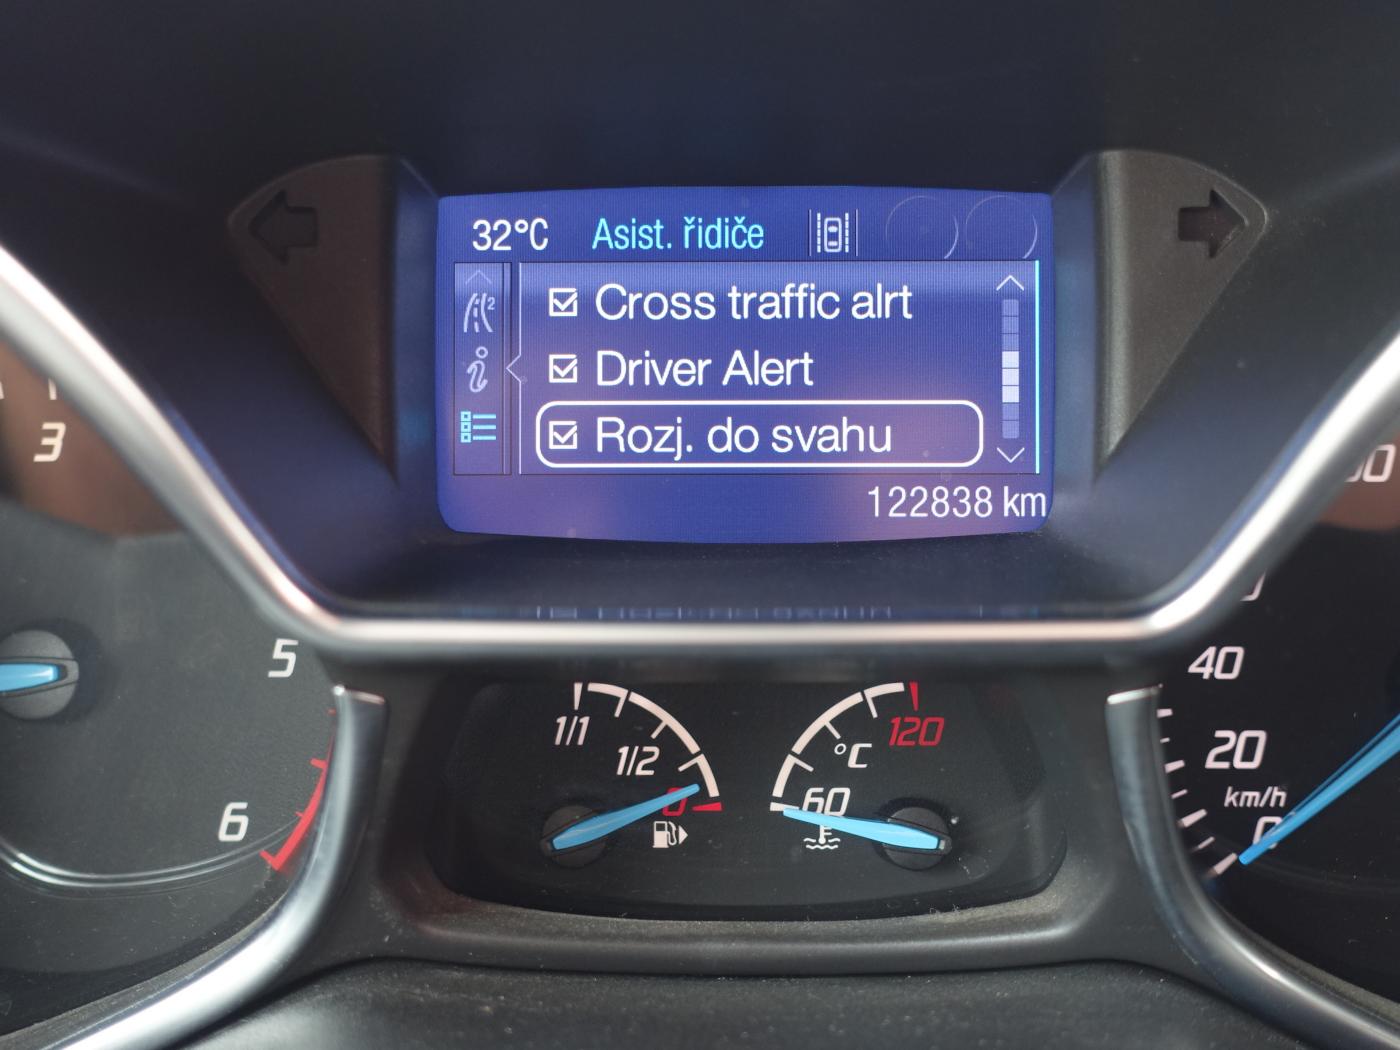 32°C Asist. řidiče
Cross traffic alrt
2
Driver Alert
Rozj. do svahu
122838 km
3
5
6
1/1
1/2
0
120
°C
60
40
20
km/h
0